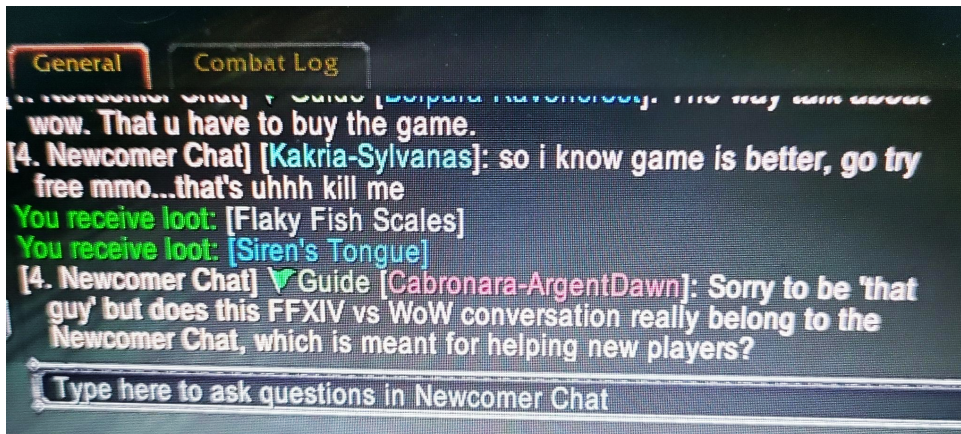 General Combat Log
wow. That u have to buy the game.
[4. Newcomer Chat] [Kakria-Sylvanas]: so i know game is better, go try
free mmo...that's uhhh kill me
You receive loot: [Flaky Fish Scales]
You receive loot: [Siren's Tongue]
[4. Newcomer Chat] Guide [Cabronara-ArgentDawn]: Sorry to be 'that
guy' but does this FFXIV vs WoW conversation really belong to the
Newcomer Chat, which is meant for helping new players?
Type here to ask questions in Newcomer Chat